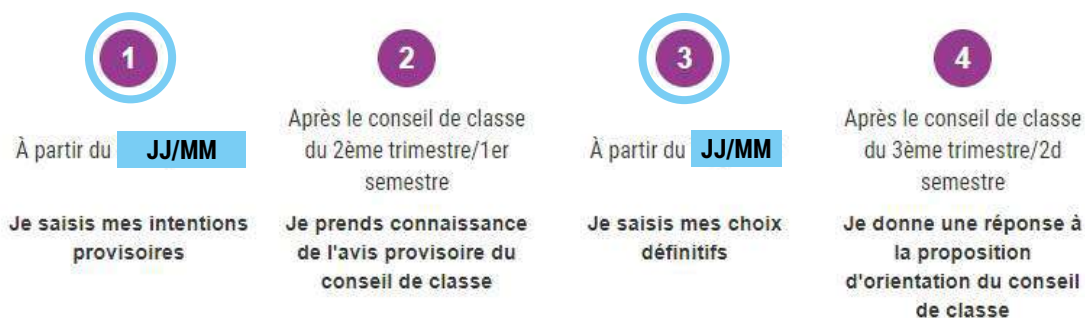 1
À partir du JJ/MM
Je saisis mes intentions
provisoires
2
Après le conseil de classe
du 2ème trimestre/1er
semestre
Je prends connaissance
de l'avis provisoire du
conseil de classe
3
À partir du JJ/MM
Je saisis mes choix
définitifs
4
Après le conseil de classe
du 3ème trimestre/2d
semestre
Je donne une réponse à
la proposition
d'orientation du conseil
de classe